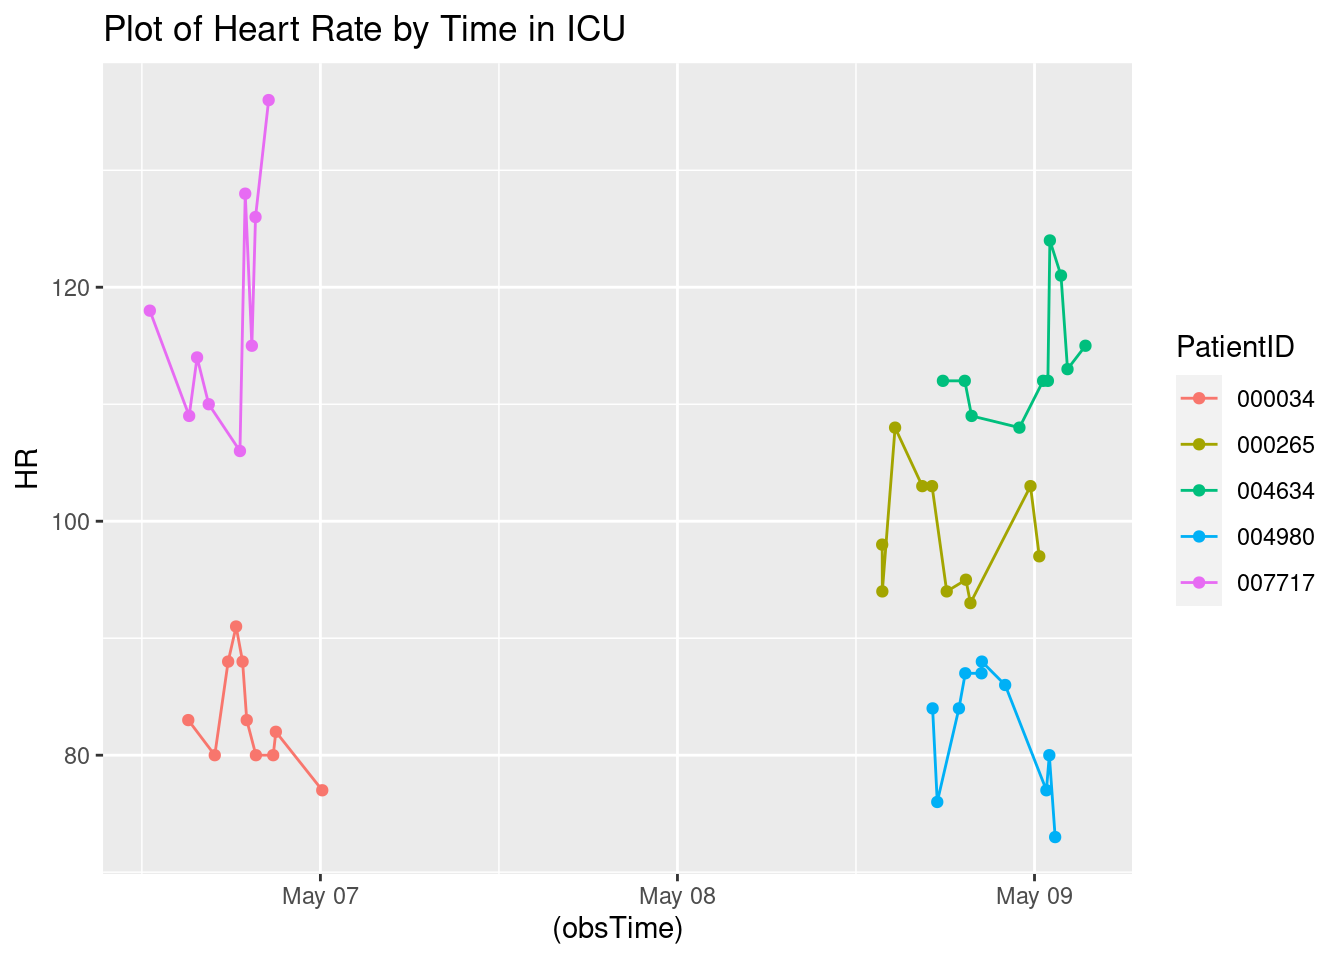 Plot of Heart Rate by Time in ICU
120
100
80
HR
May 07
May 08
May 09
(obsTime)
PatientID
000034
000265
004634
004980
007717